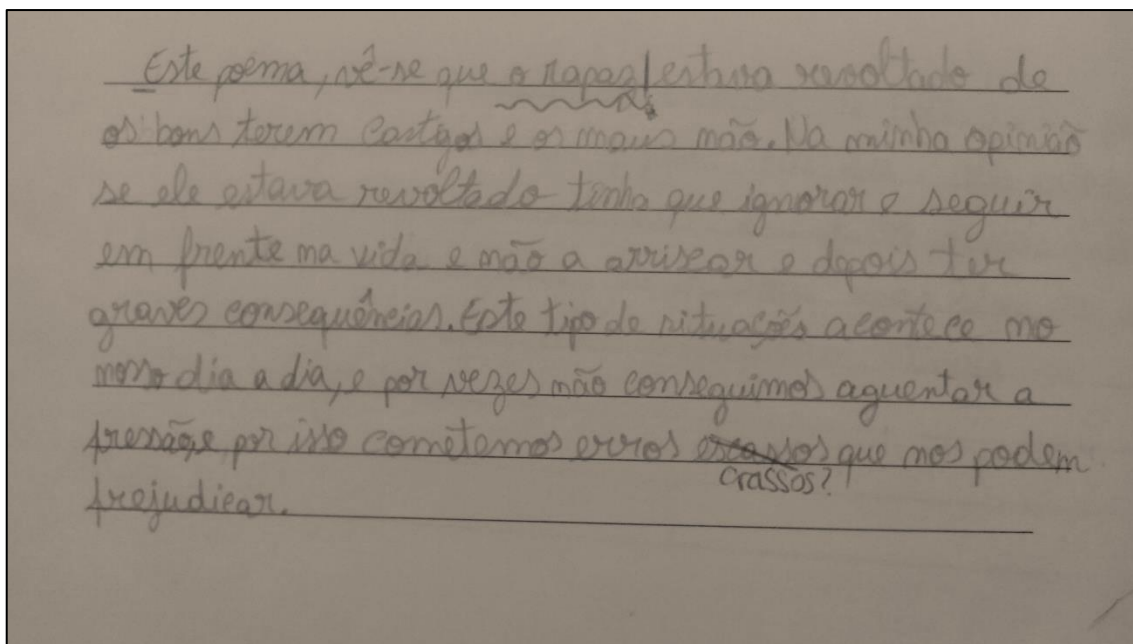 Este poema, vê-se que o rapaz estava revoltado de
os bons terem castigos e os maus não. Na minha opinião
se ele estava revoltado tinha que ignorar e seguir
em frente na vida e não a arriscar e depois ter
graves consequências. Este tipo de situações acontece no
nosso dia a dia, e por vezes não conseguimos aguentar a
pressão, e por isso cometemos erros escassos que nos podem
crassos?
prejudicar.